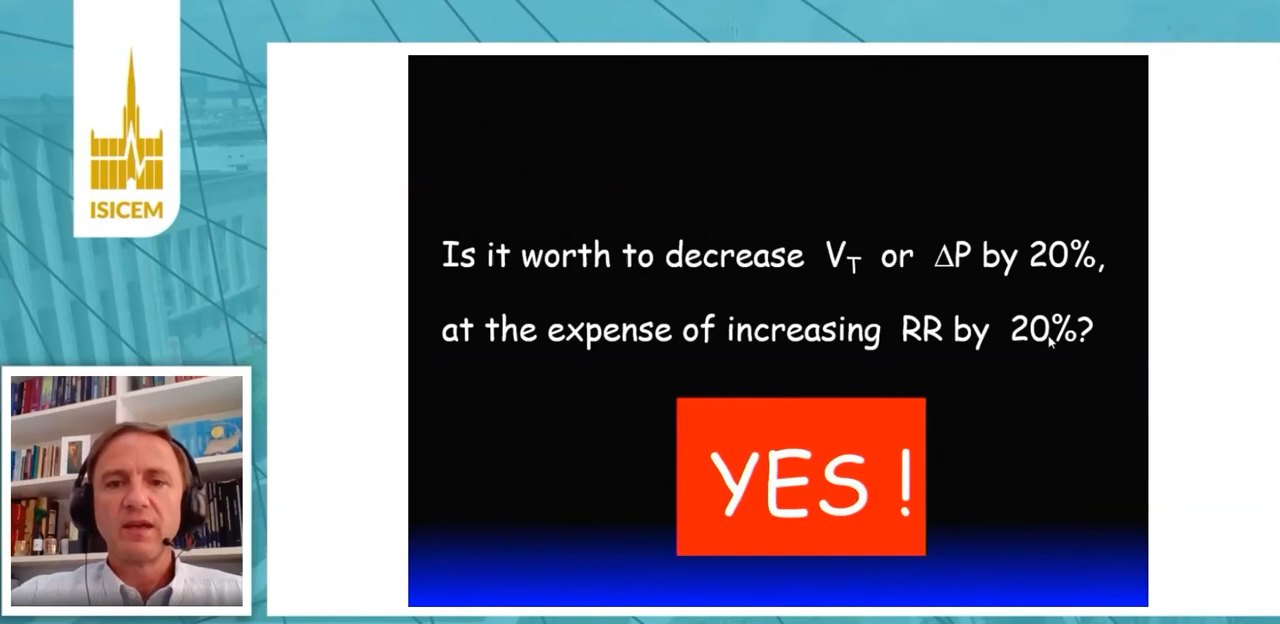 ISICEM
Is it worth to decrease VT or ΔP by 20%,
at the expense of increasing RR by 20%?
YES !